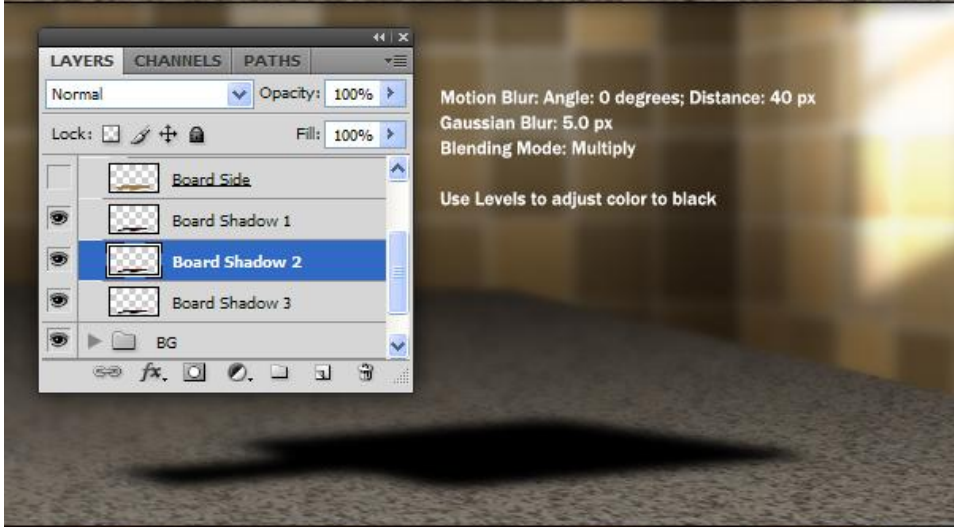 LAYERS CHANNELS PATHS
Normal Opacity: 100%
Lock: Fill: 100%
Board Side
Board Shadow 1
Board Shadow 2
Board Shadow 3
BG
fx.
Motion Blur: Angle: 0 degrees; Distance: 40 px
Gaussian Blur: 5.0 px
Blending Mode: Multiply
Use Levels to adjust color to black